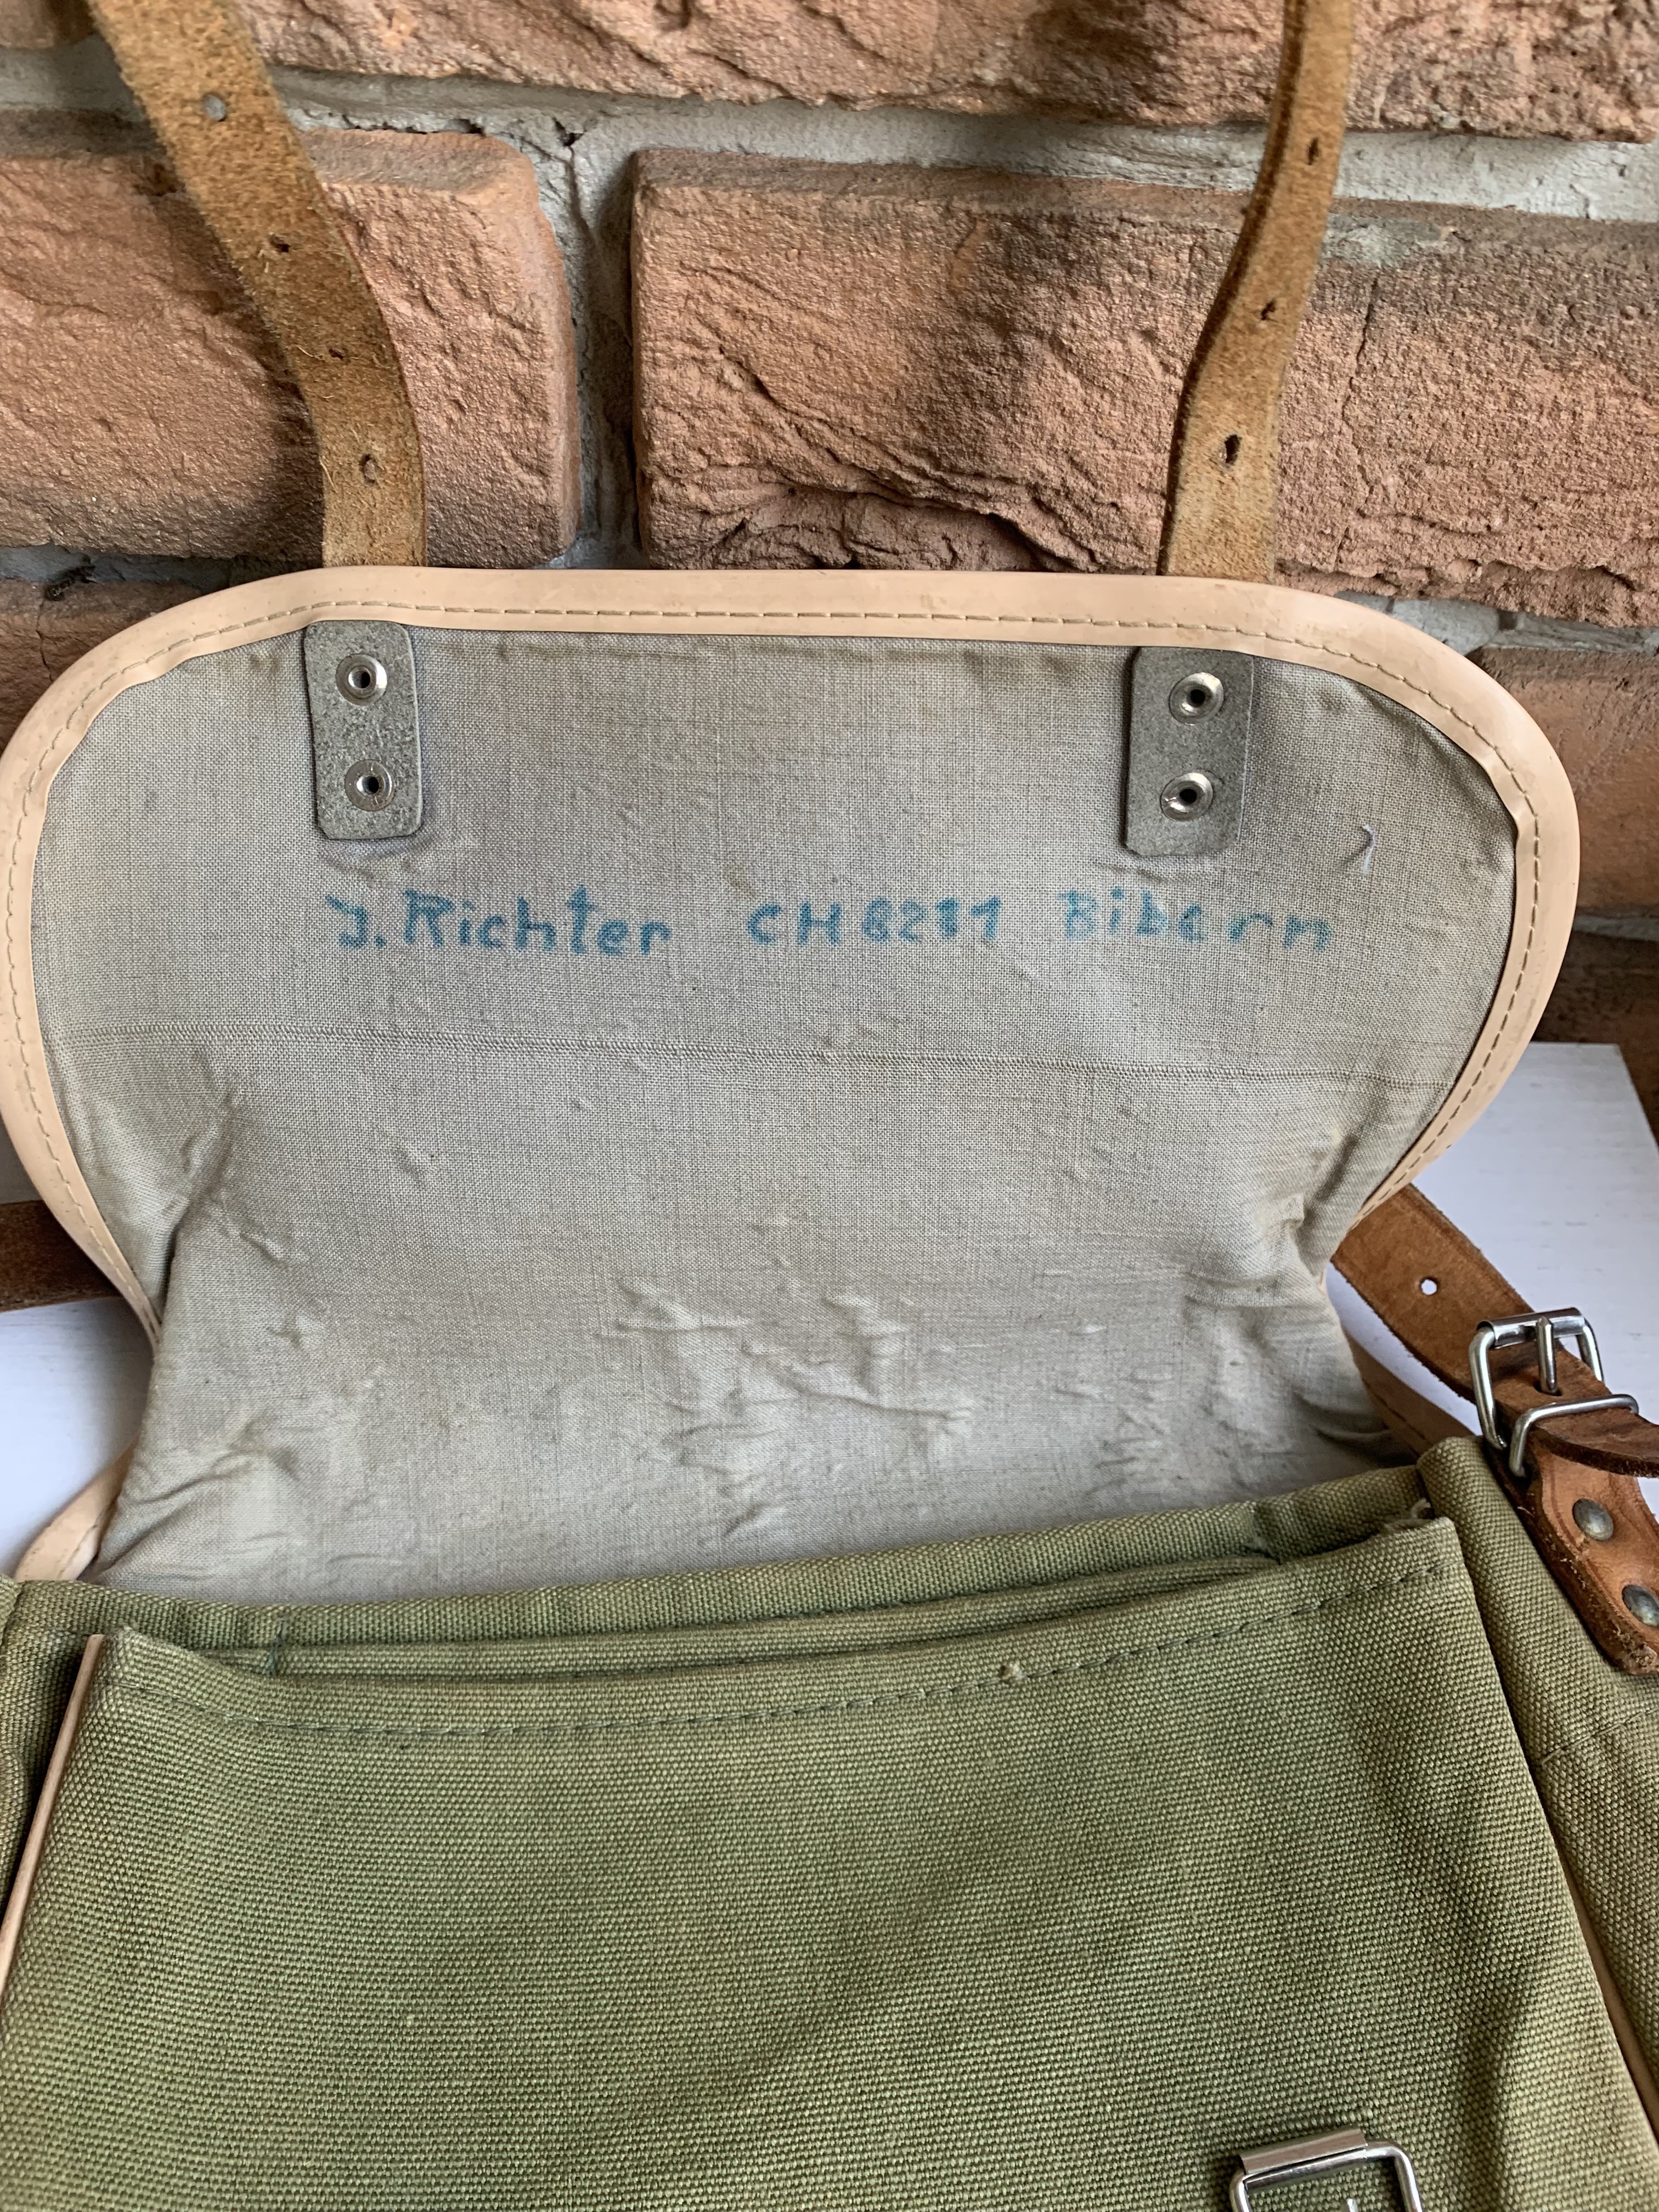 J. Richter CH 8211 Bibern